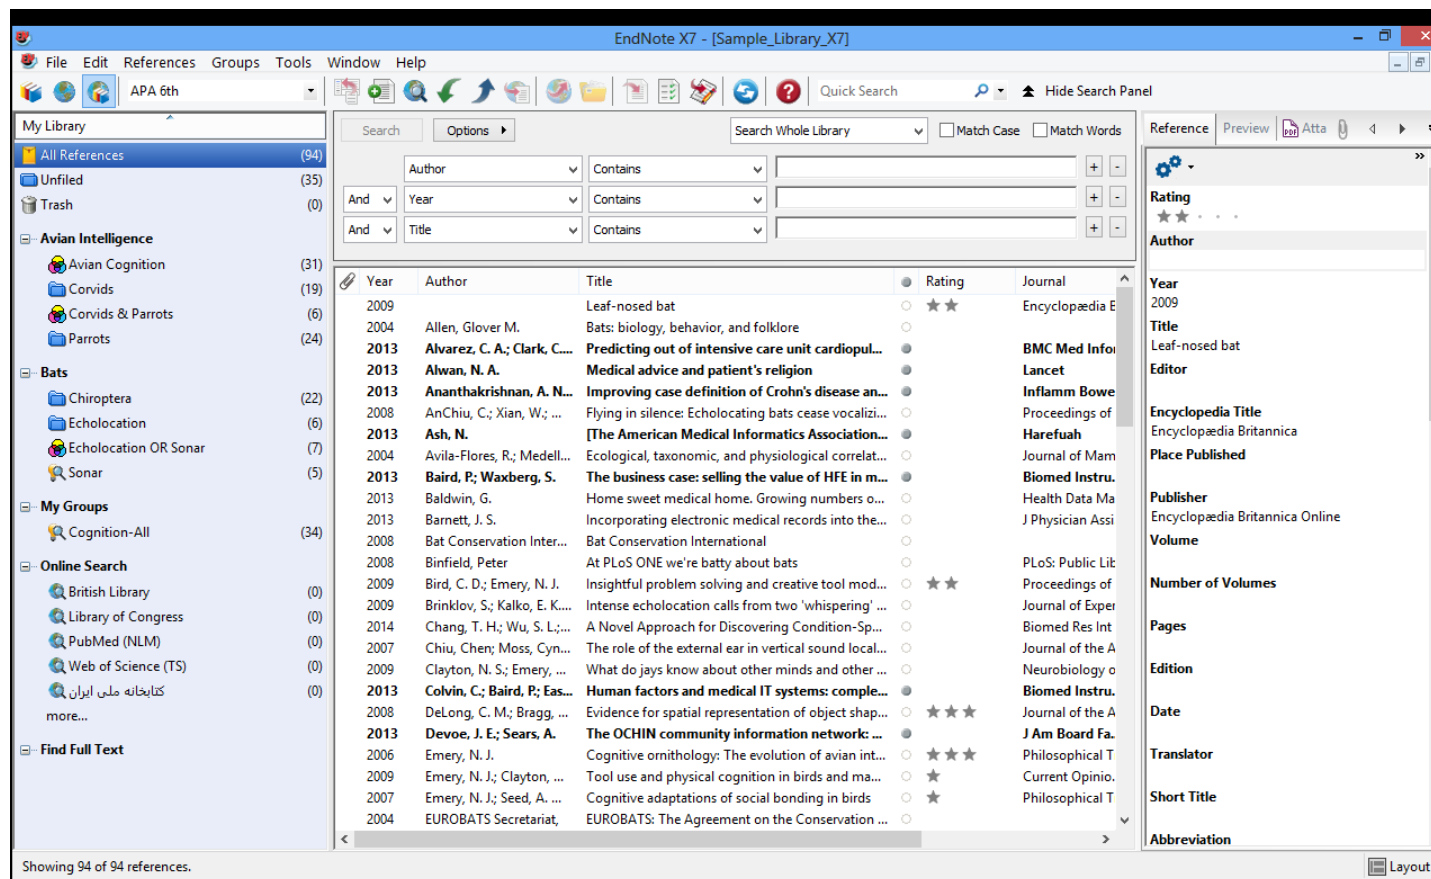 EndNote X7 - [Sample_Library_X7]
File Edit References Groups Tools Window Help
APA 6th Quick Search Hide Search Panel
My Library
All References (94)
Unfiled (35)
Trash (0)
Avian Intelligence
Avian Cognition (31)
Corvids (19)
Corvids & Parrots (6)
Parrots (24)
Bats
Chiroptera (22)
Echolocation (6)
Echolocation OR Sonar (7)
Sonar (5)
My Groups
Cognition-All (34)
Online Search
British Library (0)
Library of Congress (0)
PubMed (NLM) (0)
Web of Science (TS) (0)
کتابخانه ملی ایران (0)
more...
Find Full Text
Search Options Search Whole Library Match Case Match Words
Author Contains + -
And Year Contains + -
And Title Contains + -
Year Author Title Rating Journal
2009 Leaf-nosed bat Encyclopædia B
2004 Allen, Glover M. Bats: biology, behavior, and folklore
2013 Alvarez, C. A.; Clark, C.... Predicting out of intensive care unit cardiopul... BMC Med Infor
2013 Alwan, N. A. Medical advice and patient's religion Lancet
2013 Ananthakrishnan, A. N... Improving case definition of Crohn's disease an... Inflamm Bowe
2008 AnChiu, C.; Xian, W.; ... Flying in silence: Echolocating bats cease vocalizi... Proceedings of
2013 Ash, N. [The American Medical Informatics Association... Harefuah
2004 Avila-Flores, R.; Medell... Ecological, taxonomic, and physiological correlat... Journal of Mam
2013 Baird, P.; Waxberg, S. The business case: selling the value of HFE in m... Biomed Instru.
2013 Baldwin, G. Home sweet medical home. Growing numbers o... Health Data Ma
2013 Barnett, J. S. Incorporating electronic medical records into the... J Physician Assi
2008 Bat Conservation Inter... Bat Conservation International
2008 Binfield, Peter At PLoS ONE we're batty about bats PLoS: Public Lib
2009 Bird, C. D.; Emery, N. J. Insightful problem solving and creative tool mod... Proceedings of
2009 Brinklov, S.; Kalko, E. K.... Intense echolocation calls from two 'whispering' ... Journal of Exper
2014 Chang, T. H.; Wu, S. L.;... A Novel Approach for Discovering Condition-Sp... Biomed Res Int
2007 Chiu, Chen; Moss, Cyn... The role of the external ear in vertical sound local... Journal of the A
2009 Clayton, N. S.; Emery, ... What do jays know about other minds and other ... Neurobiology o
2013 Colvin, C.; Baird, P.; Eas... Human factors and medical IT systems: comple... Biomed Instru.
2008 DeLong, C. M.; Bragg, ... Evidence for spatial representation of object shap... Journal of the A
2013 Devoe, J. E.; Sears, A. The OCHIN community information network: ... J Am Board Fa..
2006 Emery, N. J. Cognitive ornithology: The evolution of avian int... Philosophical T
2009 Emery, N. J.; Clayton, ... Tool use and physical cognition in birds and ma... Current Opinio.
2007 Emery, N. J.; Seed, A. ... Cognitive adaptations of social bonding in birds Philosophical T
2004 EUROBATS Secretariat, EUROBATS: The Agreement on the Conservation ...
Reference Preview PDF Atta
Rating
Author
Year
2009
Title
Leaf-nosed bat
Editor
Encyclopedia Title
Encyclopædia Britannica
Place Published
Publisher
Encyclopædia Britannica Online
Volume
Number of Volumes
Pages
Edition
Date
Translator
Short Title
Abbreviation
Showing 94 of 94 references. Layout